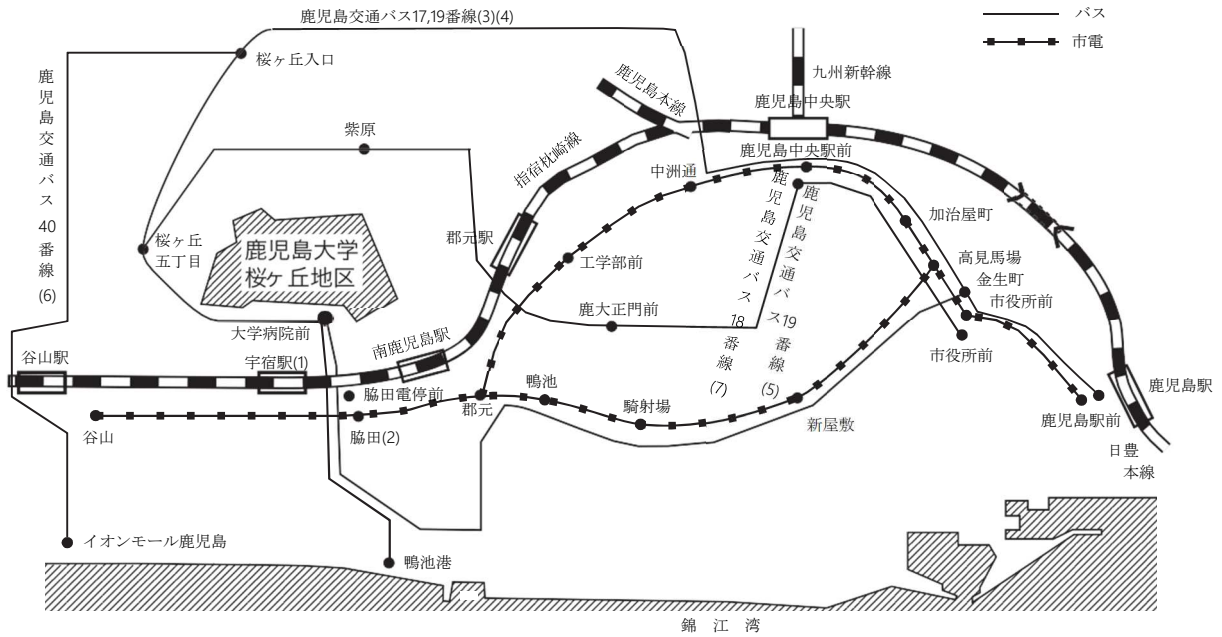 鹿児島交通バス17,19番線(3)(4)
バス
市電
桜ヶ丘入口
鹿児島交通バス40番線(6)
九州新幹線
鹿児島本線
鹿児島中央駅
紫原
指宿枕崎線
鹿児島中央駅前
中洲通
鹿児島交通バス18番線(7)
鹿児島交通バス19番線(5)
加治屋町
桜ヶ丘
五丁目
鹿児島大学
桜ヶ丘地区
郡元駅
工学部前
高見馬場
金生町
市役所前
鹿大正門前
大学病院前
南鹿児島駅
市役所前
谷山駅
宇宿駅(1)
脇田電停前
郡元
鴨池
騎射場
新屋敷
鹿児島駅
鹿児島駅前
谷山
脇田(2)
日豊
本線
イオンモール鹿児島
鴨池港
錦江湾